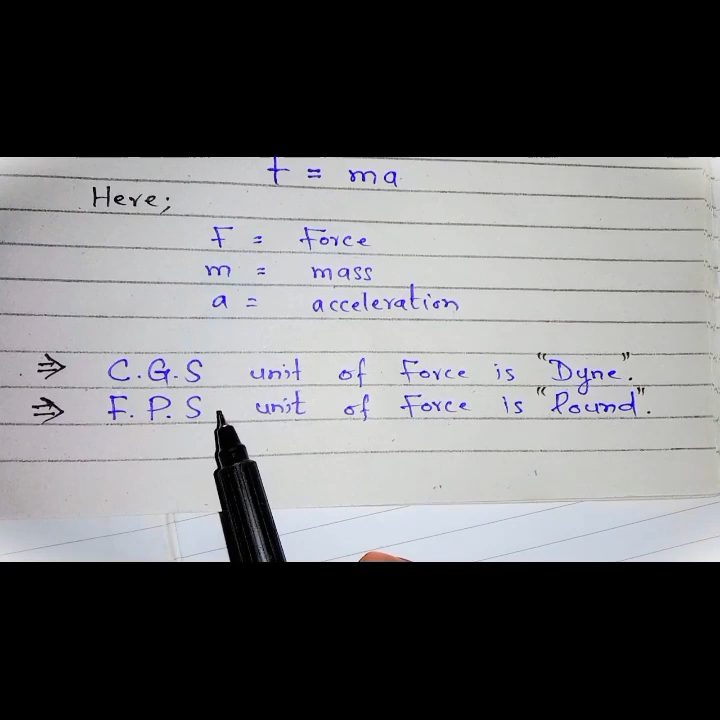 F = ma
Here;
F = Force
m = mass
a = acceleration
⇒ C.G.S unit of Force is "Dyne".
⇒ F.P.S unit of Force is "Pound".